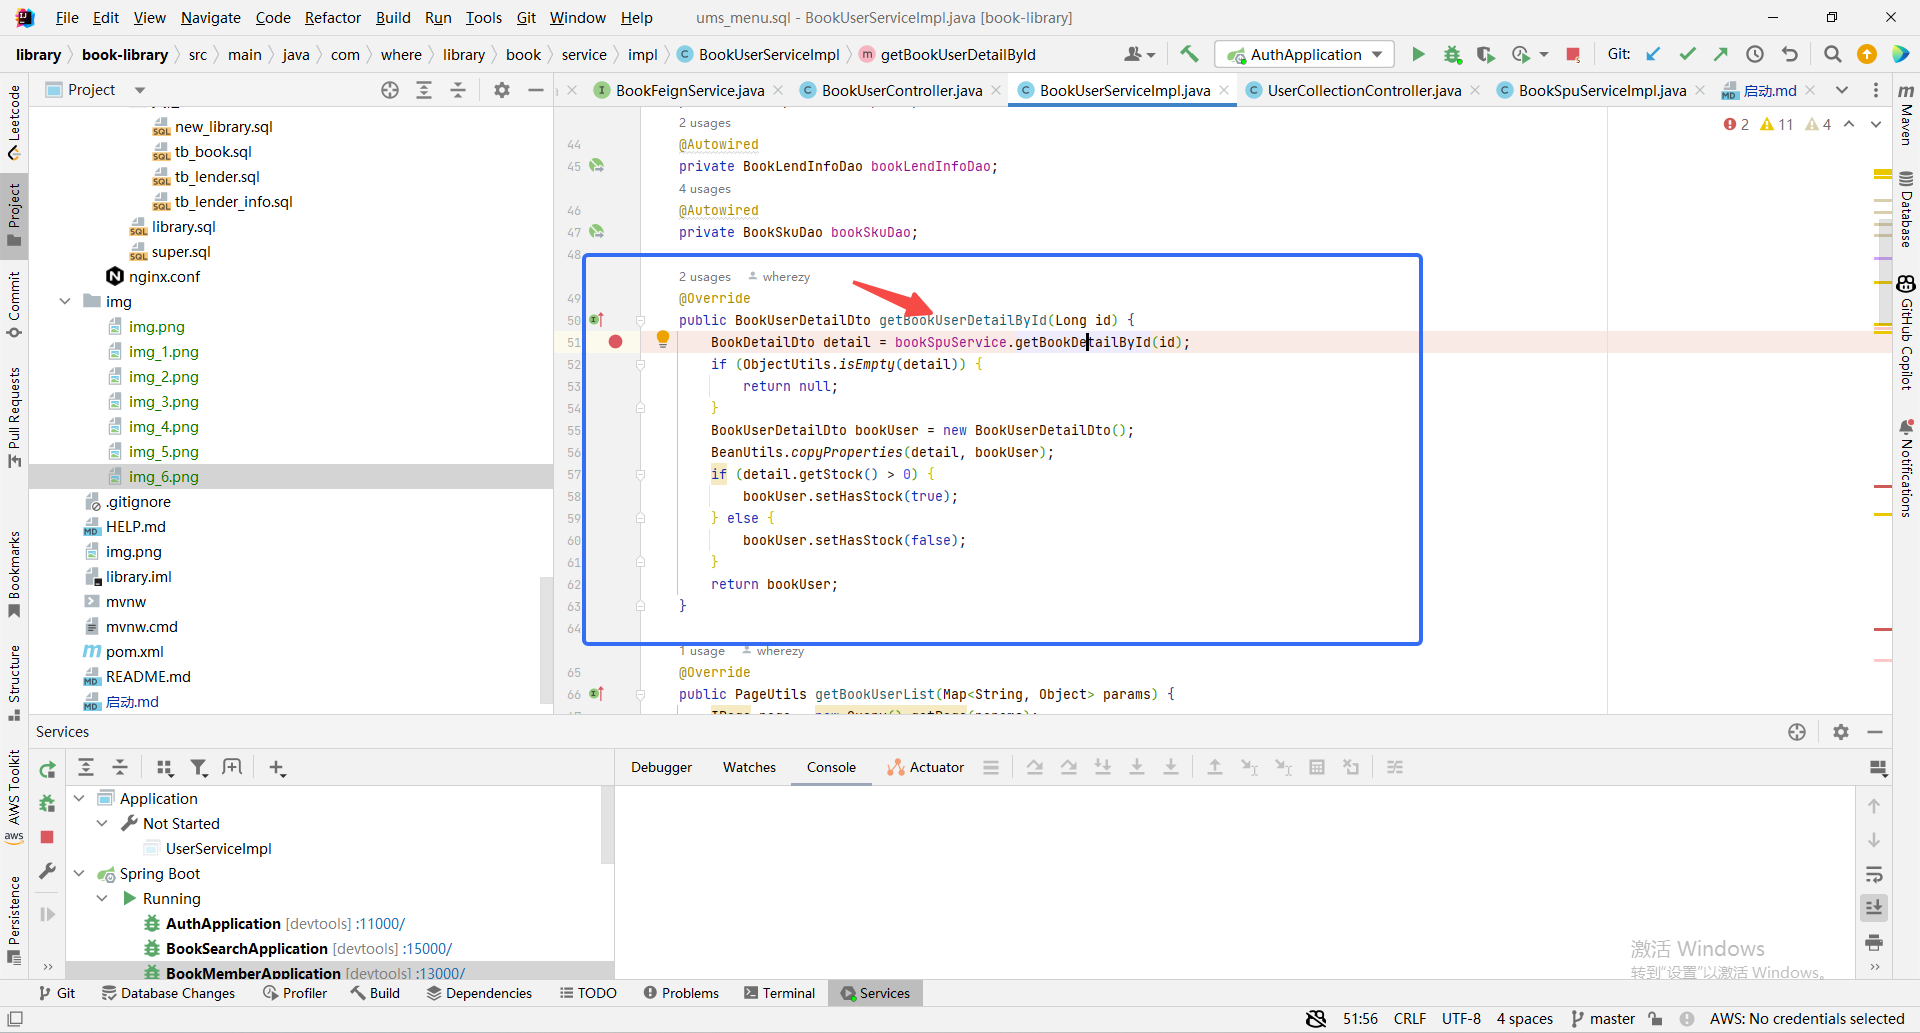 File Edit View Navigate Code Refactor Build Run Tools Git Window Help ums_menu.sql - BookUserServiceImpl.java [book-library]
library book-library src main java com where library book service impl BookUserServiceImpl getBookUserDetailById AuthApplication Git:
Project BookFeignService.java BookUserController.java BookUserServiceImpl.java UserCollectionController.java BookSpuServiceImpl.java 启动.md
Leetcode
Project
Commit
Pull Requests
Bookmarks
Structure
AWS Toolkit
aws
Persistence
new_library.sql
tb_book.sql
tb_lender.sql
tb_lender_info.sql
library.sql
super.sql
nginx.conf
img
img.png
img_1.png
img_2.png
img_3.png
img_4.png
img_5.png
img_6.png
.gitignore
HELP.md
img.png
library.iml
mvnw
mvnw.cmd
pom.xml
README.md
启动.md
2 11 4
2 usages
44 @Autowired
45 private BookLendInfoDao bookLendInfoDao;
4 usages
46 @Autowired
47 private BookSkuDao bookSkuDao;
48
2 usages wherezy
49 @Override
50 public BookUserDetailDto getBookUserDetailById(Long id) {
51 BookDetailDto detail = bookSpuService.getBookDetailById(id);
52 if (ObjectUtils.isEmpty(detail)) {
53 return null;
54 }
55 BookUserDetailDto bookUser = new BookUserDetailDto();
56 BeanUtils.copyProperties(detail, bookUser);
57 if (detail.getStock() > 0) {
58 bookUser.setHasStock(true);
59 } else {
60 bookUser.setHasStock(false);
61 }
62 return bookUser;
63 }
64
1 usage wherezy
65 @Override
66 public PageUtils getBookUserList(Map<String, Object> params) {
Maven
Database
GitHub Copilot
Notifications
Services
Debugger Watches Console Actuator
Application
Not Started
UserServiceImpl
Spring Boot
Running
AuthApplication [devtools] :11000/
BookSearchApplication [devtools] :15000/
BookMemberApplication [devtools] :13000/
激活 Windows
转到“设置”以激活 Windows。
Git Database Changes Profiler Build Dependencies TODO Problems Terminal Services
51:56 CRLF UTF-8 4 spaces master AWS: No credentials selected